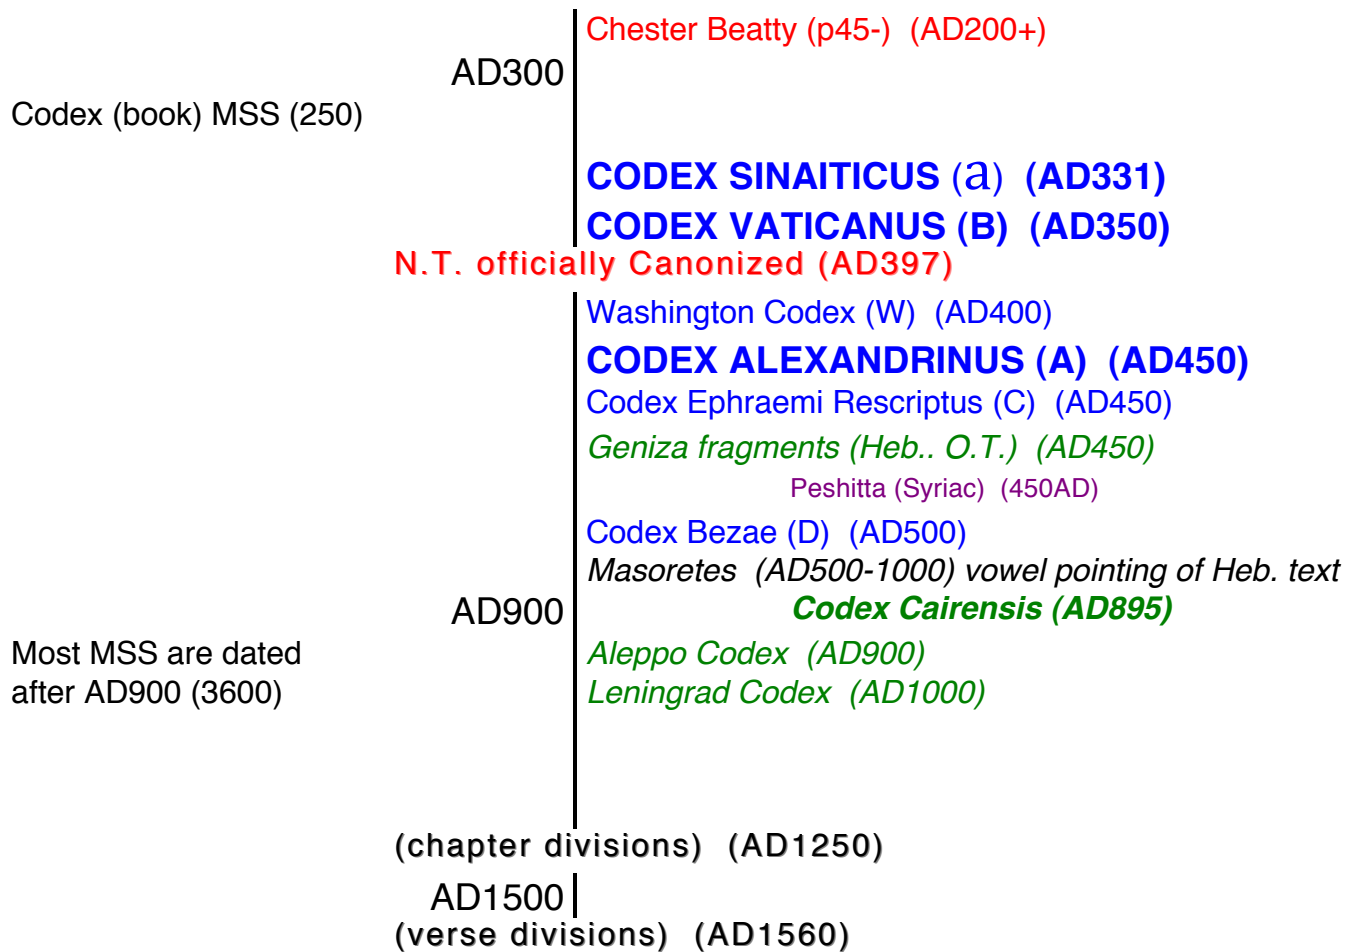 Chester Beatty (p45-) (AD200+)
AD300
Codex (book) MSS (250)
CODEX SINAITICUS (a) (AD331)
CODEX VATICANUS (B) (AD350)
N.T. officially Canonized (AD397)
Washington Codex (W) (AD400)
CODEX ALEXANDRINUS (A) (AD450)
Codex Ephraemi Rescriptus (C) (AD450)
Geniza fragments (Heb.. O.T.) (AD450)
Peshitta (Syriac) (450AD)
Codex Bezae (D) (AD500)
Masoretes (AD500-1000) vowel pointing of Heb. text
AD900
Codex Cairensis (AD895)
Most MSS are dated
after AD900 (3600)
Aleppo Codex (AD900)
Leningrad Codex (AD1000)
(chapter divisions) (AD1250)
AD1500
(verse divisions) (AD1560)